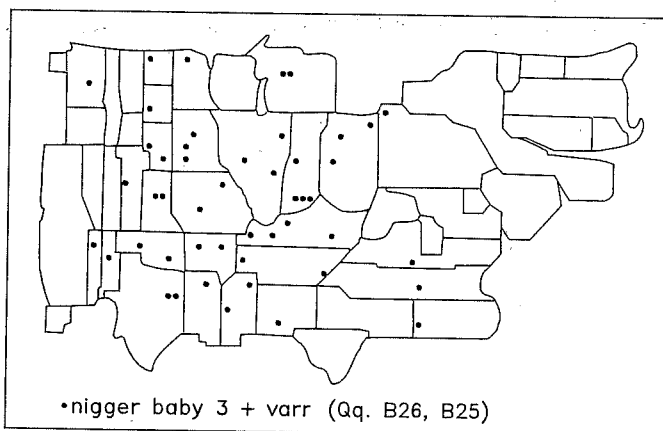 •nigger baby 3 + varr (Qq. B26, B25)